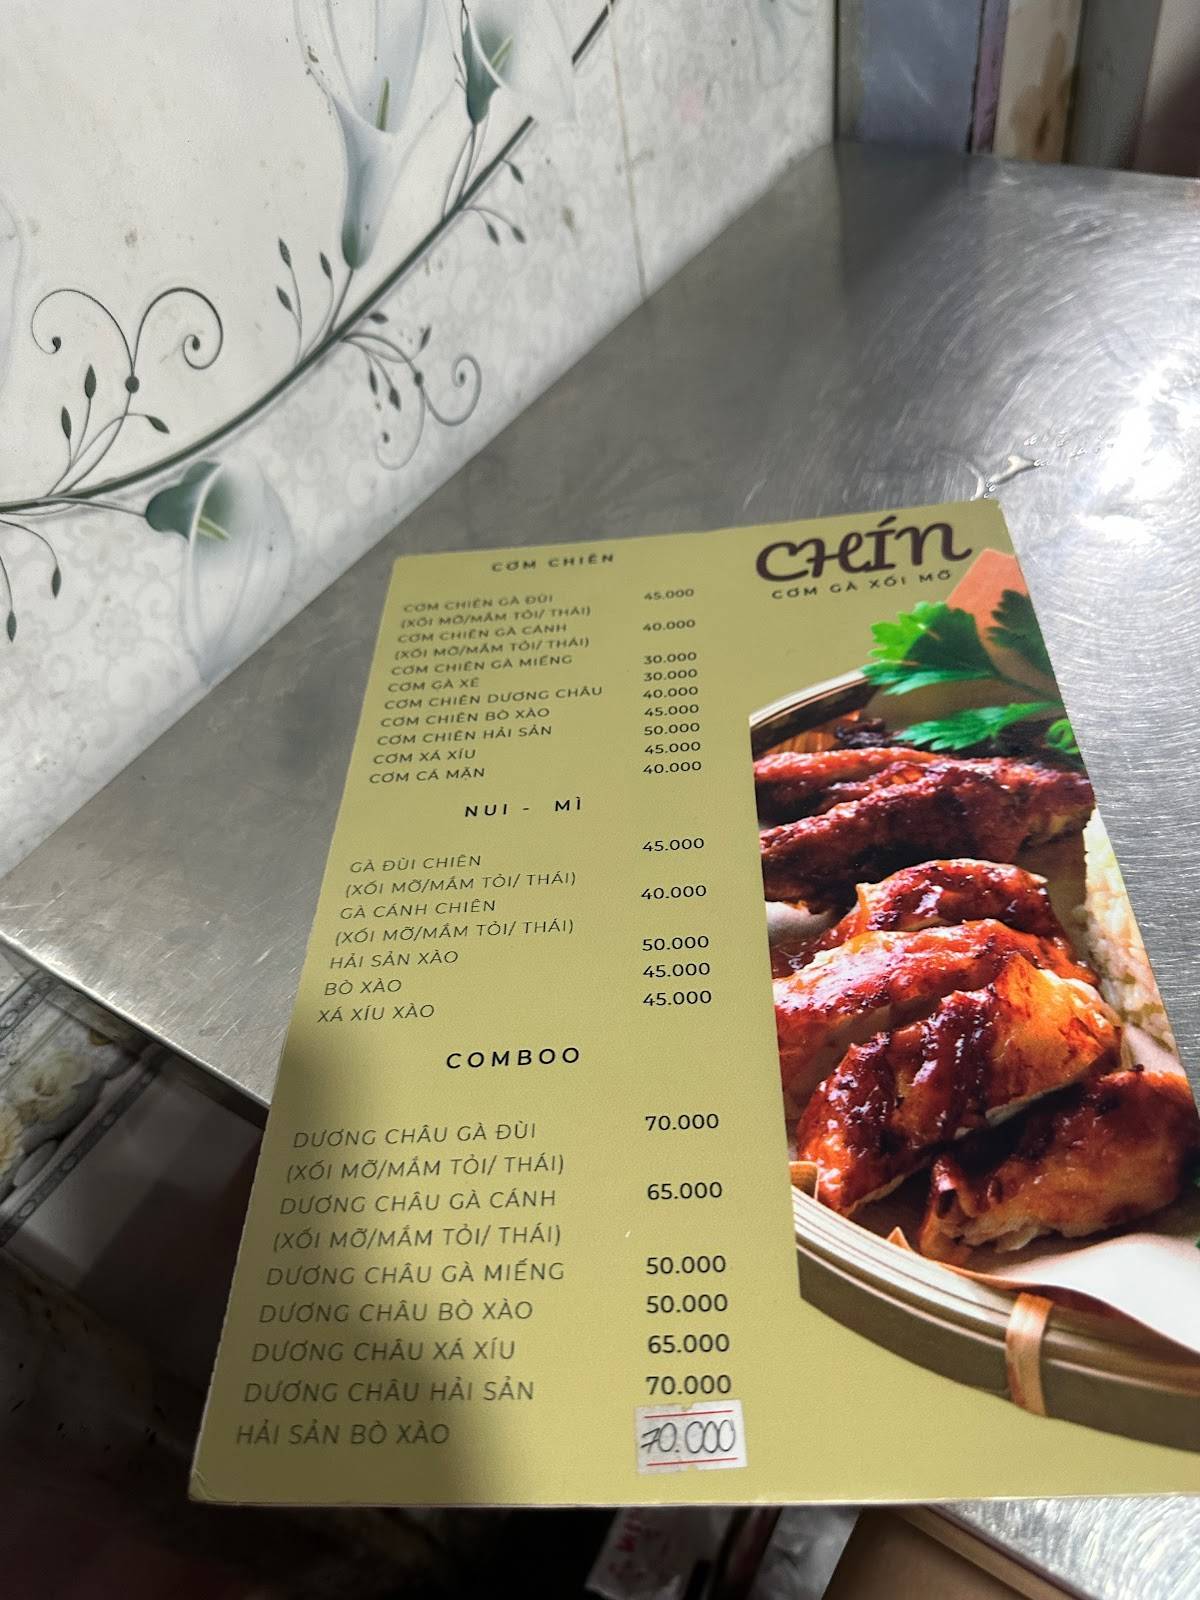 CHÍN
CƠM GÀ XỐI MỠ
CƠM CHIÊN
CƠM CHIÊN GÀ ĐÙI 45.000
(XỐI MỠ/MẮM TỎI/ THÁI)
CƠM CHIÊN GÀ CÁNH 40.000
(XỐI MỠ/MẮM TỎI/ THÁI)
CƠM CHIÊN GÀ MIẾNG 30.000
CƠM GÀ XÉ 30.000
CƠM CHIÊN DƯƠNG CHÂU 40.000
CƠM CHIÊN BÒ XÀO 45.000
CƠM CHIÊN HẢI SẢN 50.000
CƠM XÁ XÍU 45.000
CƠM CÁ MẶN 40.000
NUI - MÌ
GÀ ĐÙI CHIÊN 45.000
(XỐI MỠ/MẮM TỎI/ THÁI)
GÀ CÁNH CHIÊN 40.000
(XỐI MỠ/MẮM TỎI/ THÁI)
HẢI SẢN XÀO 50.000
BÒ XÀO 45.000
XÁ XÍU XÀO 45.000
COMBOO
DƯƠNG CHÂU GÀ ĐÙI 70.000
(XỐI MỠ/MẮM TỎI/ THÁI)
DƯƠNG CHÂU GÀ CÁNH 65.000
(XỐI MỠ/MẮM TỎI/ THÁI)
DƯƠNG CHÂU GÀ MIẾNG 50.000
DƯƠNG CHÂU BÒ XÀO 50.000
DƯƠNG CHÂU XÁ XÍU 65.000
DƯƠNG CHÂU HẢI SẢN 70.000
HẢI SẢN BÒ XÀO 70.000